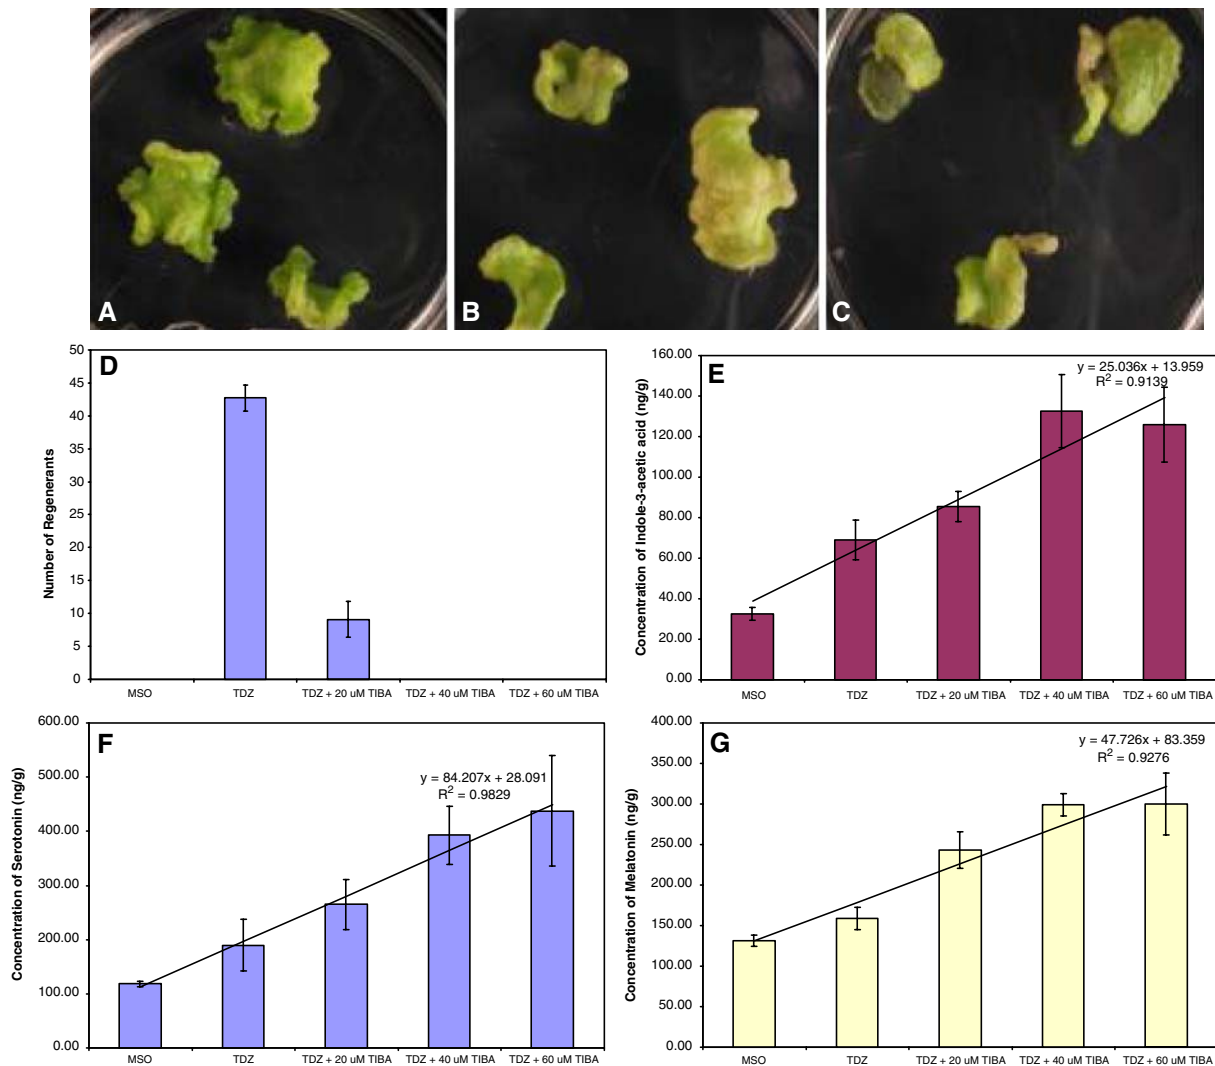 A
B
C
D
50
45
40
35
30
25
20
15
10
5
0
Number of Regenerants
MSO
TDZ
TDZ + 20 uM TIBA
TDZ + 40 uM TIBA
TDZ + 60 uM TIBA
E
y = 25.036x + 13.959
R² = 0.9139
160.00
140.00
120.00
100.00
80.00
60.00
40.00
20.00
0.00
Concentration of Indole-3-acetic acid (ng/g)
MSO
TDZ
TDZ + 20 uM TIBA
TDZ + 40 uM TIBA
TDZ + 60 uM TIBA
F
y = 84.207x + 28.091
R² = 0.9829
600.00
500.00
400.00
300.00
200.00
100.00
0.00
Concentration of Serotonin (ng/g)
MSO
TDZ
TDZ + 20 uM TIBA
TDZ + 40 uM TIBA
TDZ + 60 uM TIBA
G
y = 47.726x + 83.359
R² = 0.9276
400.00
350.00
300.00
250.00
200.00
150.00
100.00
50.00
0.00
Concentration of Melatonin (ng/g)
MSO
TDZ
TDZ + 20 uM TIBA
TDZ + 40 uM TIBA
TDZ + 60 uM TIBA